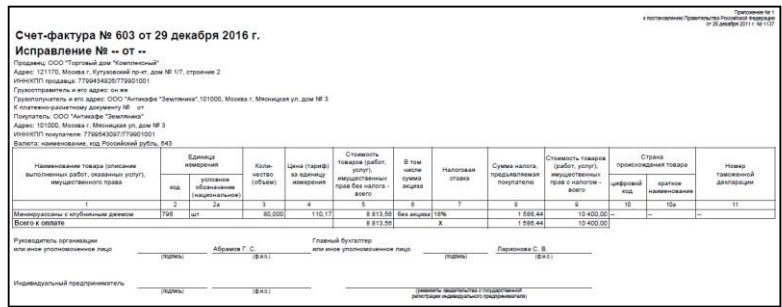 Приложение № 1
к постановлению Правительства Российской Федерации
от 26 декабря 2011 г. № 1137
Счет-фактура № 603 от 29 декабря 2016 г.
Исправление № -- от --
Продавец: ООО "Торговый дом "Комплексный"
Адрес: 121170, Москва г, Кутузовский пр-кт, дом № 1/7, строение 2
ИНН/КПП продавца: 7799434926/779901001
Грузоотправитель и его адрес: он же
Грузополучатель и его адрес: ООО "Антикафе "Земляника",101000, Москва г, Мясницкая ул, дом № 3
К платежно-расчетному документу № от
Покупатель: ООО "Антикафе "Земляника"
Адрес: 101000, Москва г, Мясницкая ул, дом № 3
ИНН/КПП покупателя: 7799543097/779901001
Валюта: наименование, код Российский рубль, 643
Наименование товара (описание выполненных работ, оказанных услуг), имущественного права
Единица измерения
код
условное обозначение (национальное)
Коли-чество (объем)
Цена (тариф) за единицу измерения
Стоимость товаров (работ, услуг), имущественных прав без налога - всего
В том числе сумма акциза
Налоговая ставка
Сумма налога, предъявляемая покупателю
Стоимость товаров (работ, услуг), имущественных прав с налогом - всего
Страна происхождения товара
цифровой код
краткое наименование
Номер таможенной декларации
1 2 2а 3 4 5 6 7 8 9 10 10а 11
Миникруассаны с клубничным джемом 796 шт 80,000 110,17 8 813,56 без акциза 18% 1 586,44 10 400,00 -- -- --
Всего к оплате 8 813,56 Х 1 586,44 10 400,00
Руководитель организации
или иное уполномоченное лицо Абрамов Г. С.
(подпись) (ф.и.о.)
Главный бухгалтер
или иное уполномоченное лицо Ларионова С. В.
(подпись) (ф.и.о.)
Индивидуальный предприниматель
(подпись) (ф.и.о.)
(реквизиты свидетельства о государственной
регистрации индивидуального предпринимателя)